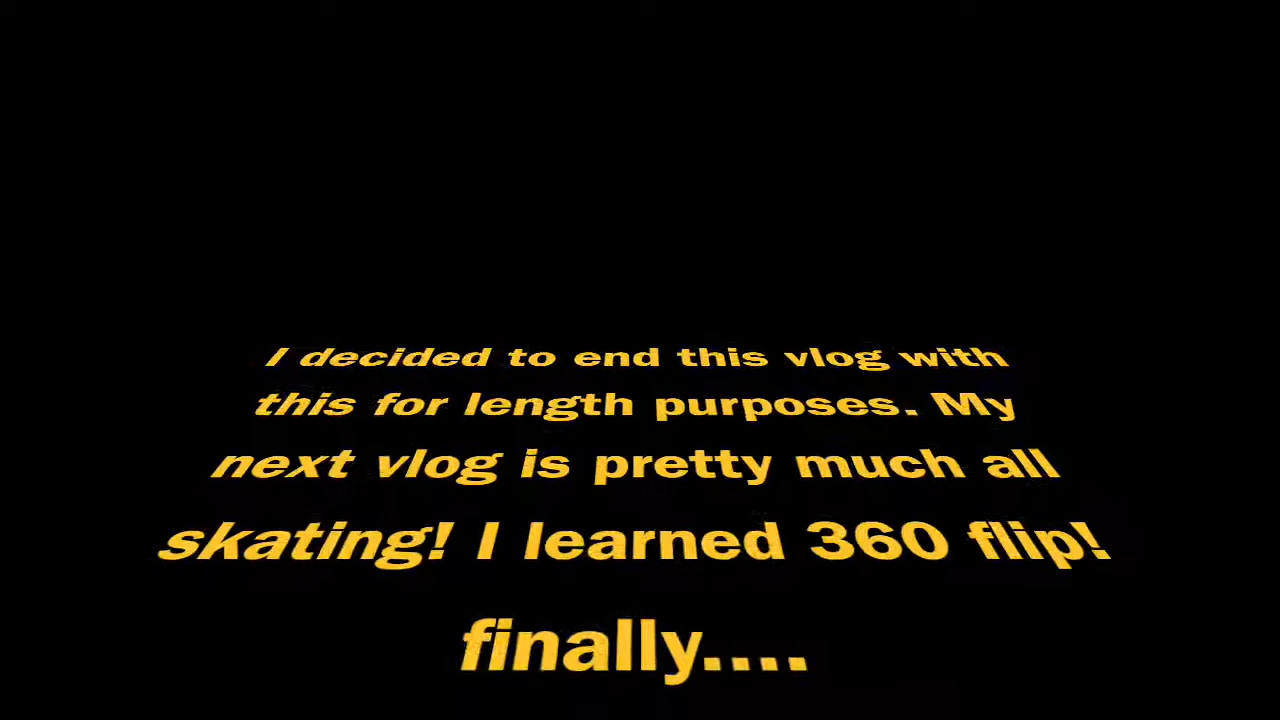 I decided to end this vlog with
this for length purposes. My
next vlog is pretty much all
skating! I learned 360 flip!
finally....